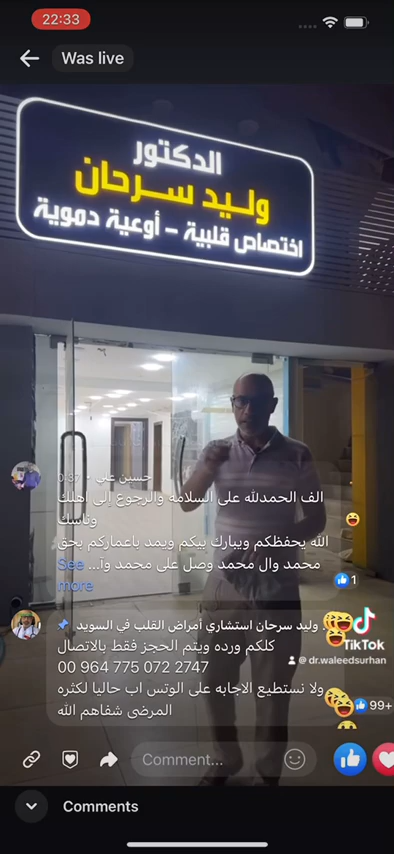 22:33
Was live
الدكتور
وليد سرحان
اختصاص قلبية - أوعية دموية
حسين علي · 0:37
الف الحمدلله على السلامه والرجوع إلى اهلك
وناسك
الله يحفظكم ويبارك بيكم ويمد باعماركم بحق
محمد وال محمد وصل على محمد وآ... See
more
1
وليد سرحان استشاري أمراض القلب في السويد
كلكم ورده ويتم الحجز فقط بالاتصال
00 964 775 072 2747
ولا نستطيع الاجابه على الوتس اب حاليا لكثره
المرضى شفاهم الله
TikTok
@dr.waleedsurhan
99+
Comment...
Comments